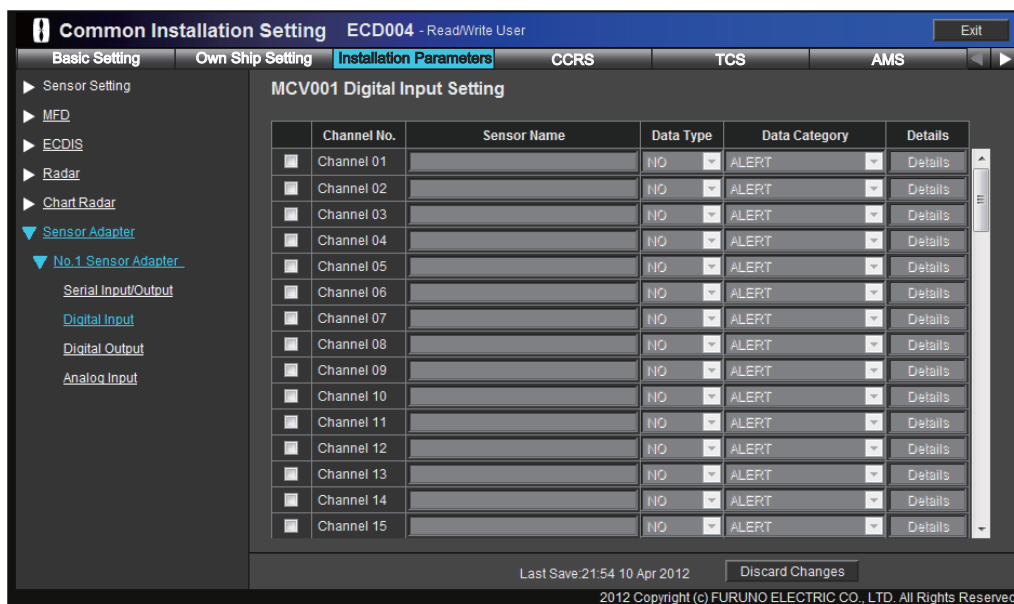 Common Installation Setting ECD004 - Read/Write User Exit
Basic Setting Own Ship Setting Installation Parameters CCRS TCS AMS
Sensor Setting
MFD
ECDIS
Radar
Chart Radar
Sensor Adapter
No.1 Sensor Adapter
Serial Input/Output
Digital Input
Digital Output
Analog Input
MCV001 Digital Input Setting
Channel No. Sensor Name Data Type Data Category Details
Channel 01 NO ALERT Details
Channel 02 NO ALERT Details
Channel 03 NO ALERT Details
Channel 04 NO ALERT Details
Channel 05 NO ALERT Details
Channel 06 NO ALERT Details
Channel 07 NO ALERT Details
Channel 08 NO ALERT Details
Channel 09 NO ALERT Details
Channel 10 NO ALERT Details
Channel 11 NO ALERT Details
Channel 12 NO ALERT Details
Channel 13 NO ALERT Details
Channel 14 NO ALERT Details
Channel 15 NO ALERT Details
Last Save:21:54 10 Apr 2012 Discard Changes
2012 Copyright (c) FURUNO ELECTRIC CO., LTD. All Rights Reserved